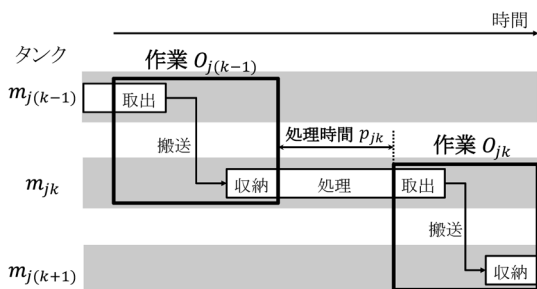 時間
タンク
作業 O_{j(k-1)}
m_{j(k-1)}
取出
搬送
処理時間 p_{jk}
作業 O_{jk}
m_{jk}
収納
処理
取出
搬送
m_{j(k+1)}
収納